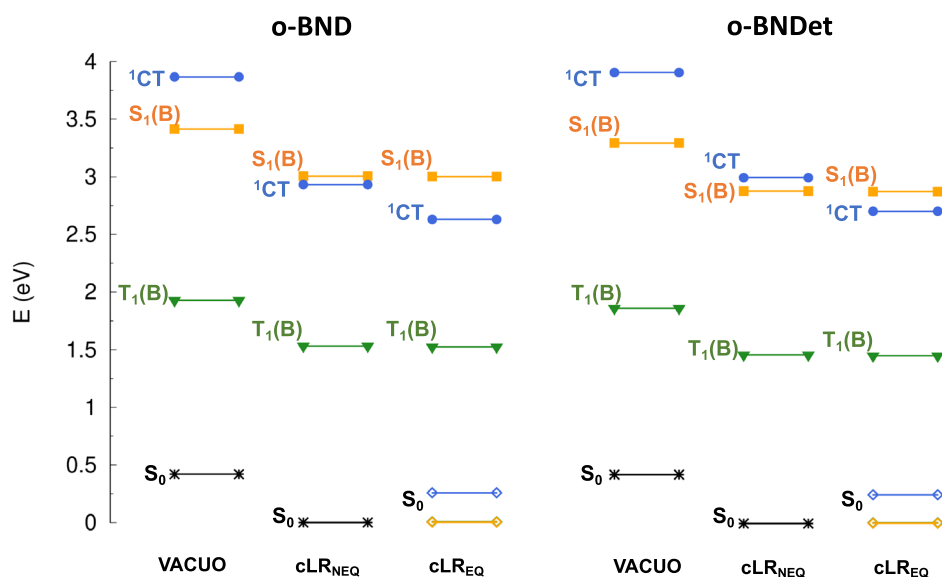 o-BND
o-BNDet
E (eV)
4
3.5
3
2.5
2
1.5
1
0.5
0
¹CT
S₁(B)
T₁(B)
S₀
VACUO
S₁(B)
¹CT
T₁(B)
S₀
cLR_NEQ
S₁(B)
¹CT
T₁(B)
S₀
cLR_EQ
¹CT
S₁(B)
T₁(B)
S₀
VACUO
¹CT
S₁(B)
T₁(B)
S₀
cLR_NEQ
S₁(B)
¹CT
T₁(B)
S₀
cLR_EQ